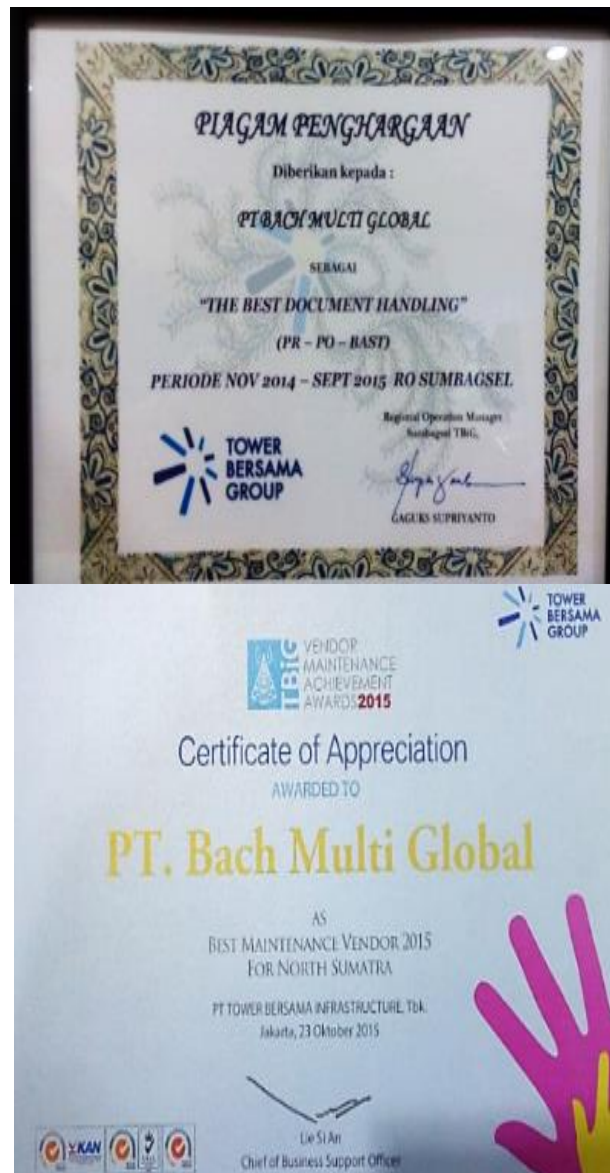 PIAGAM PENGHARGAAN
Diberikan kepada :
PT BACH MULTI GLOBAL
SEBAGAI
"THE BEST DOCUMENT HANDLING"
(PR – PO – BAST)
PERIODE NOV 2014 – SEPT 2015 RO SUMBAGSEL
Regional Operation Manager
Sumbagsel TBiG,
TOWER
BERSAMA
GROUP
GAGUKS SUPRIYANTO
TOWER
BERSAMA
GROUP
TBiG
VENDOR
MAINTENANCE
ACHIEVEMENT
AWARDS 2015
Certificate of Appreciation
AWARDED TO
PT. Bach Multi Global
AS
BEST MAINTENANCE VENDOR 2015
FOR NORTH SUMATRA
PT TOWER BERSAMA INFRASTRUCTURE, Tbk.
Jakarta, 23 Oktober 2015
Lie Si An
Chief of Business Support Officer
KAN